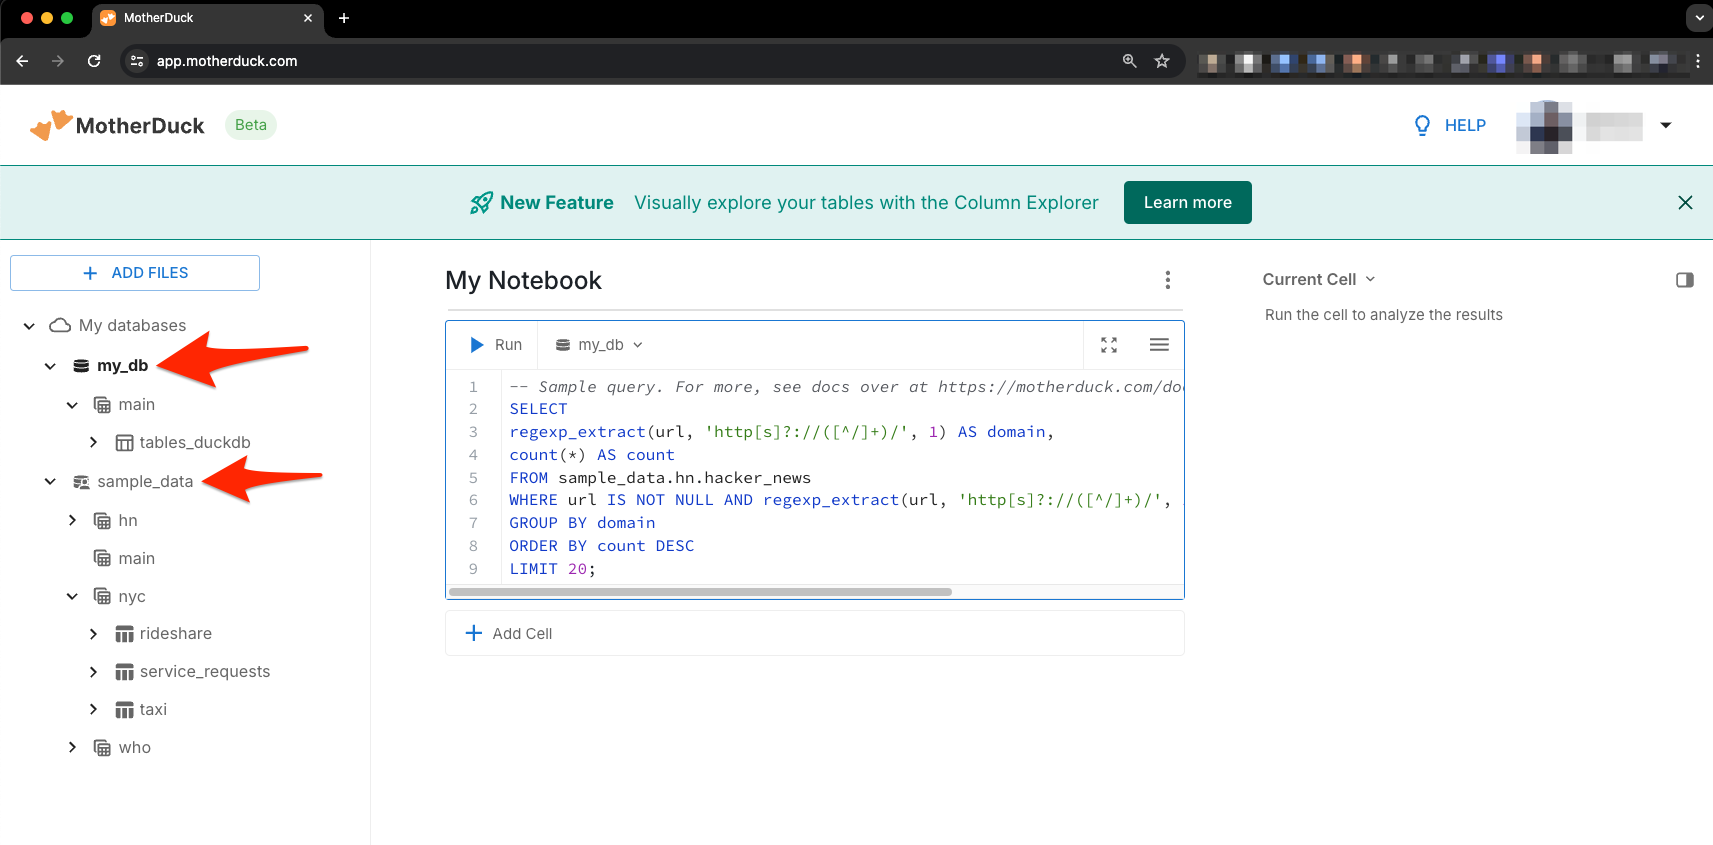 MotherDuck
app.motherduck.com
MotherDuck Beta
HELP
New Feature Visually explore your tables with the Column Explorer Learn more
ADD FILES
My databases
my_db
main
tables_duckdb
sample_data
hn
main
nyc
rideshare
service_requests
taxi
who
My Notebook
Run my_db
1 -- Sample query. For more, see docs over at https://motherduck.com/do
2 SELECT
3 regexp_extract(url, 'http[s]?://([^/]+)/', 1) AS domain,
4 count(*) AS count
5 FROM sample_data.hn.hacker_news
6 WHERE url IS NOT NULL AND regexp_extract(url, 'http[s]?://([^/]+)/',
7 GROUP BY domain
8 ORDER BY count DESC
9 LIMIT 20;
Add Cell
Current Cell
Run the cell to analyze the results